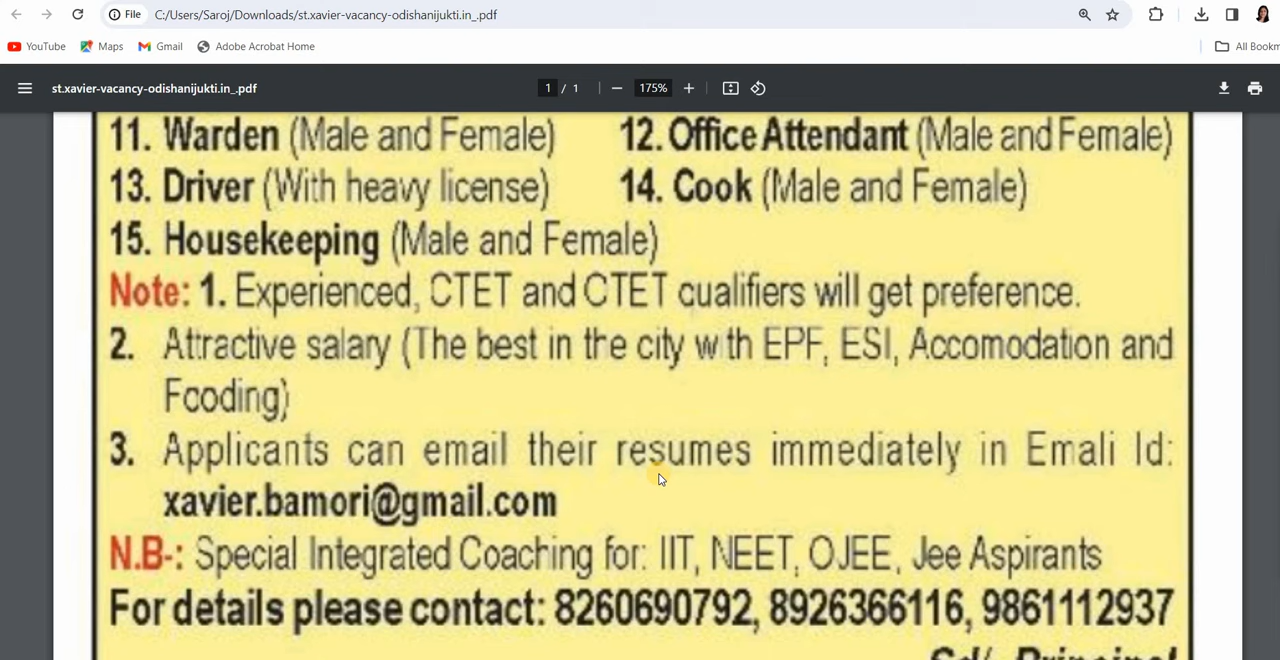 File C:/Users/Saroj/Downloads/st.xavier-vacancy-odishanijukti.in_.pdf
YouTube Maps Gmail Adobe Acrobat Home All Bookm
st.xavier-vacancy-odishanijukti.in_.pdf 1 / 1 175%
11. Warden (Male and Female) 12. Office Attendant (Male and Female)
13. Driver (With heavy license) 14. Cook (Male and Female)
15. Housekeeping (Male and Female)
Note: 1. Experienced, CTET and OTET qualifiers will get preference.
2. Attractive salary (The best in the city with EPF, ESI, Accomodation and
Fooding)
3. Applicants can email their resumes immediately in Emali Id:
xavier.bamori@gmail.com
N.B-: Special Integrated Coaching for: IIT, NEET, OJEE, Jee Aspirants
For details please contact: 8260690792, 8926366116, 9861112937
Sd/- Principal